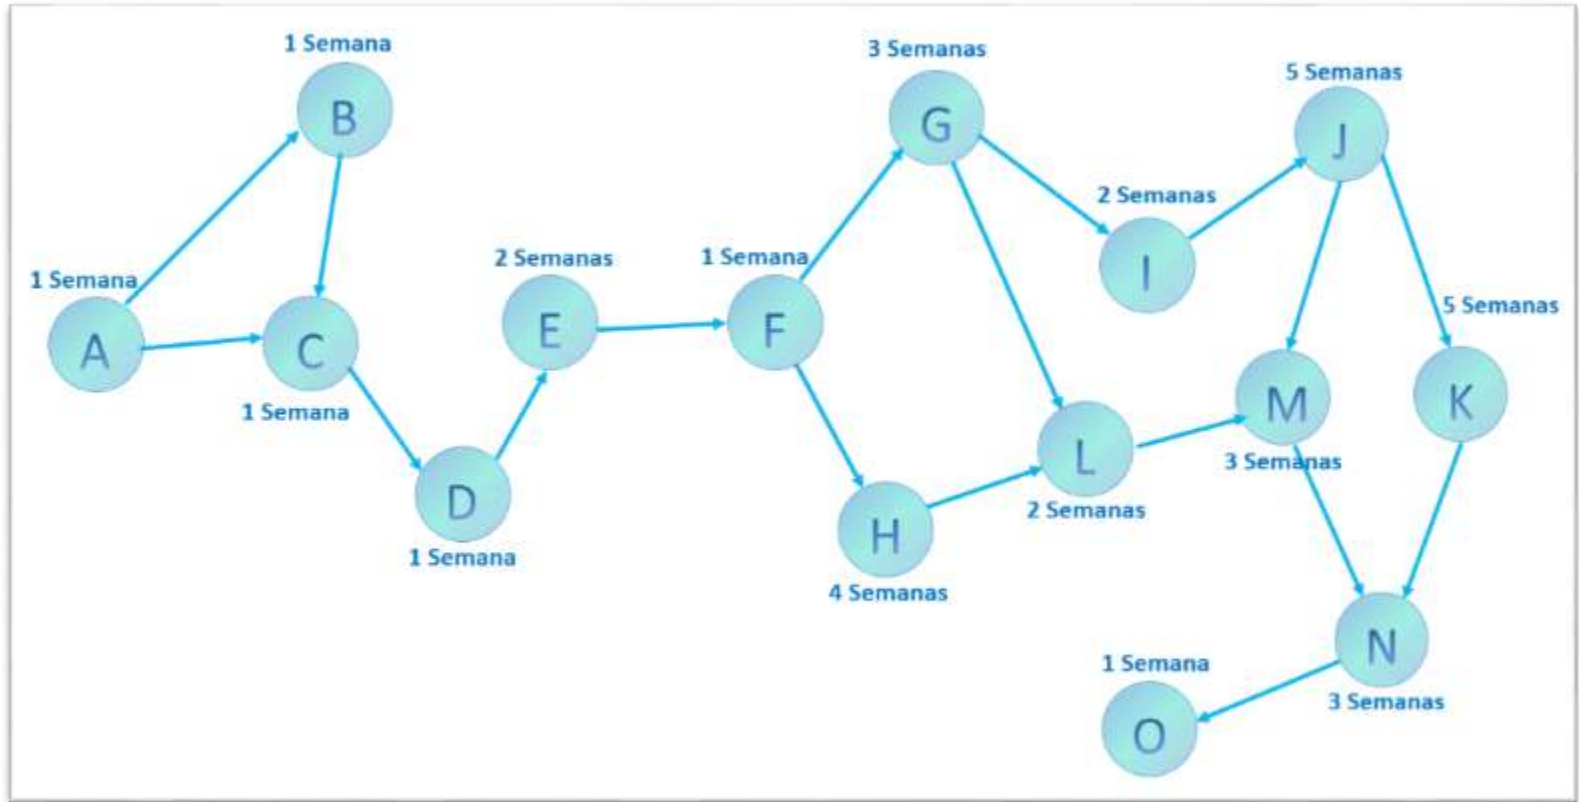 1 Semana
B
3 Semanas
G
5 Semanas
J
2 Semanas
I
1 Semana
A
C
1 Semana
2 Semanas
E
1 Semana
F
5 Semanas
K
M
3 Semanas
L
2 Semanas
D
1 Semana
H
4 Semanas
N
3 Semanas
1 Semana
O